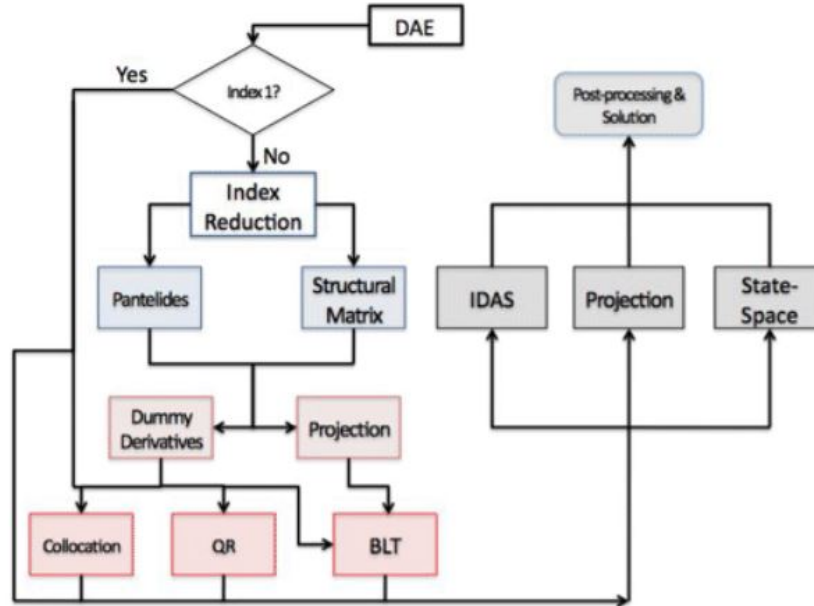 DAE
Yes
Index 1?
Post-processing &
Solution
No
Index
Reduction
Pantelides
Structural
Matrix
IDAS
Projection
State-
Space
Dummy
Derivatives
Projection
Collocation
QR
BLT